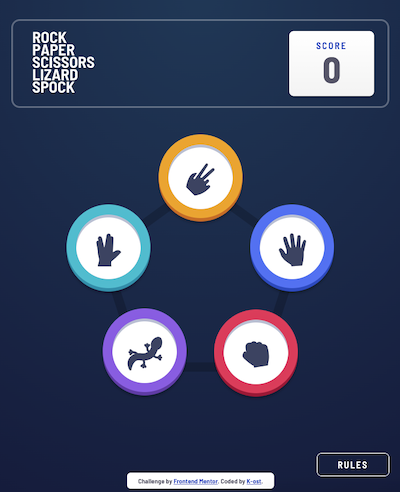 ROCK
PAPER
SCISSORS
LIZARD
SPOCK
SCORE
0
RULES
Challenge by Frontend Mentor. Coded by K-ost.